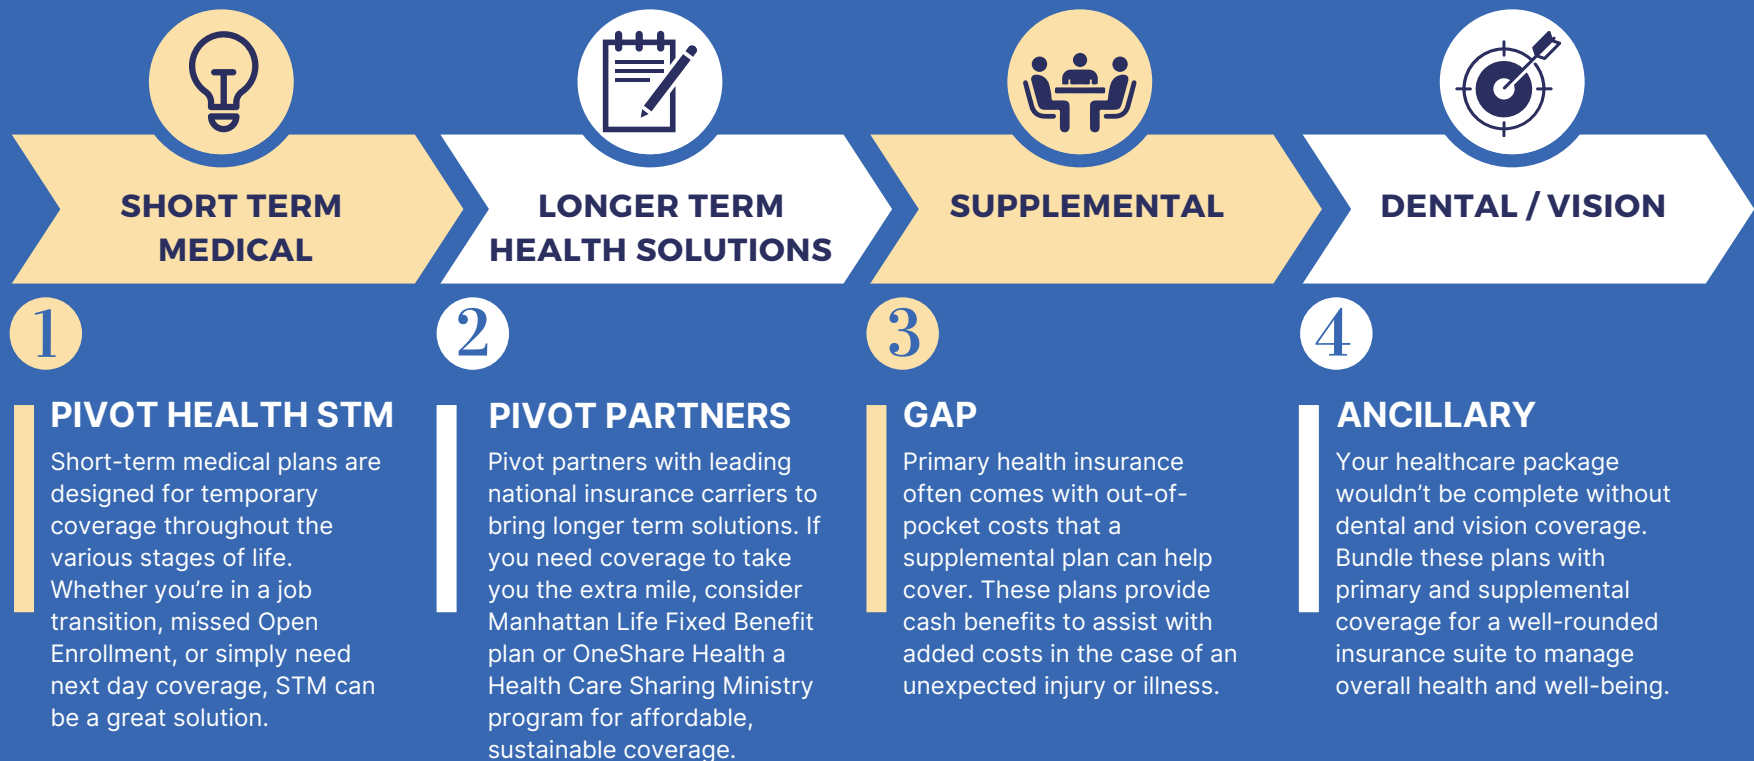 SHORT TERM
MEDICAL
LONGER TERM
HEALTH SOLUTIONS
SUPPLEMENTAL
DENTAL / VISION
1
PIVOT HEALTH STM
Short-term medical plans are
designed for temporary
coverage throughout the
various stages of life.
Whether you’re in a job
transition, missed Open
Enrollment, or simply need
next day coverage, STM can
be a great solution.
2
PIVOT PARTNERS
Pivot partners with leading
national insurance carriers to
bring longer term solutions. If
you need coverage to take
you the extra mile, consider
Manhattan Life Fixed Benefit
plan or OneShare Health a
Health Care Sharing Ministry
program for affordable,
sustainable coverage.
3
GAP
Primary health insurance
often comes with out-of-
pocket costs that a
supplemental plan can help
cover. These plans provide
cash benefits to assist with
added costs in the case of an
unexpected injury or illness.
4
ANCILLARY
Your healthcare package
wouldn’t be complete without
dental and vision coverage.
Bundle these plans with
primary and supplemental
coverage for a well-rounded
insurance suite to manage
overall health and well-being.